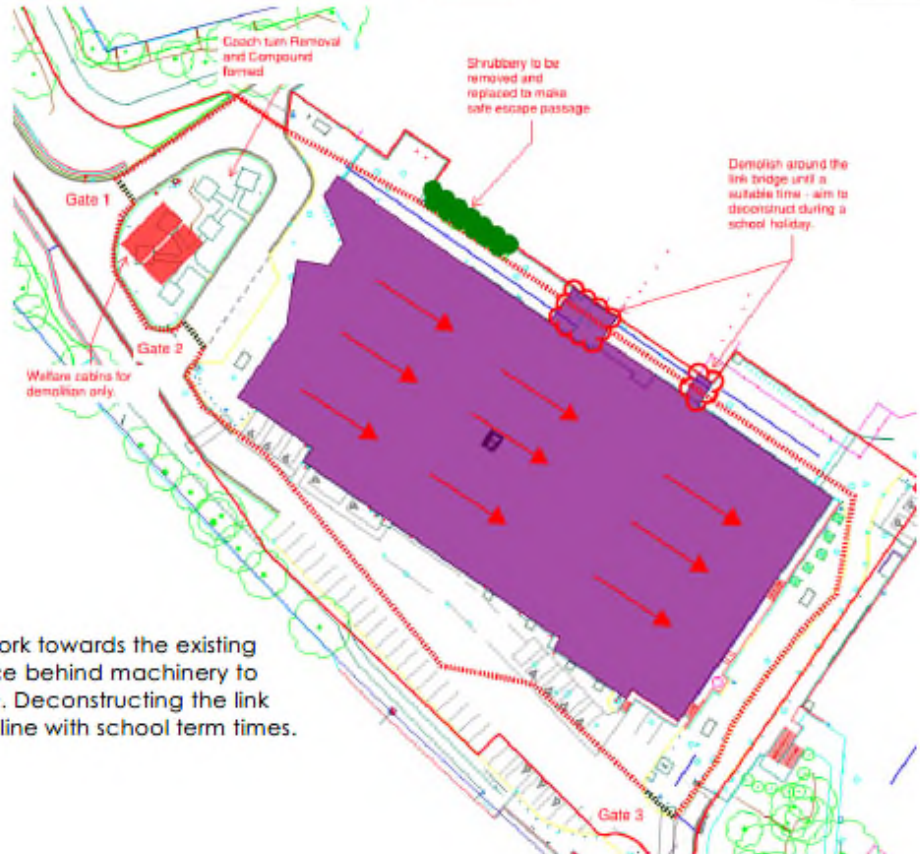 Coach turn Removal
and Compound
formed
Shrubbery to be
removed and
replaced to make
safe escape passage
Demolish around the
link bridge until a
suitable time - aim to
deconstruct during a
school holiday.
Gate 1
Gate 2
Welfare cabins for
demolition only.
ork towards the existing
ce behind machinery to
. Deconstructing the link
line with school term times.
Gate 3